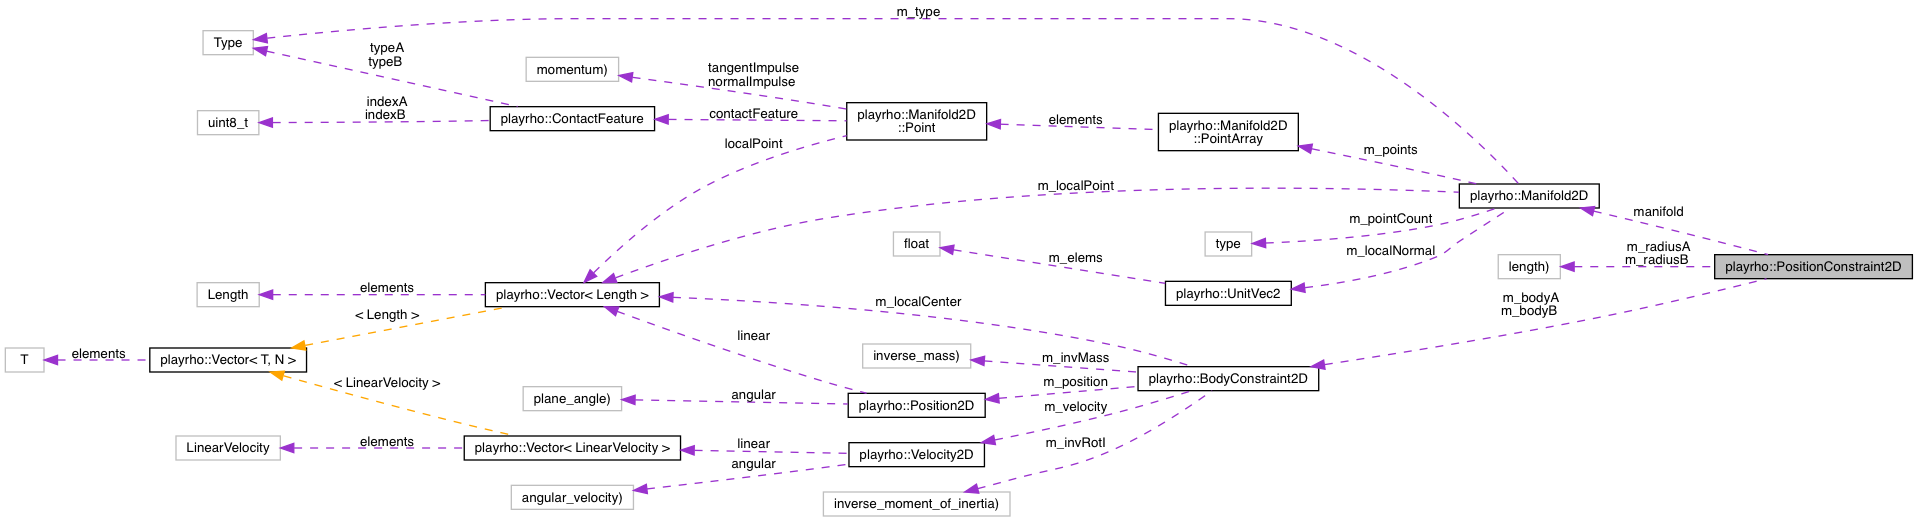 m_type
Type
typeA
typeB
momentum)
tangentImpulse
normalImpulse
indexA
indexB
uint8_t
playrho::ContactFeature
contactFeature
playrho::Manifold2D
::Point
elements
playrho::Manifold2D
::PointArray
localPoint
m_points
m_localPoint
playrho::Manifold2D
manifold
m_pointCount
float
type
m_localNormal
m_radiusA
m_radiusB
m_elems
length)
playrho::PositionConstraint2D
Length
elements
playrho::Vector< Length >
playrho::UnitVec2
m_localCenter
m_bodyA
m_bodyB
< Length >
linear
T
elements
playrho::Vector< T, N >
inverse_mass)
m_invMass
playrho::BodyConstraint2D
< LinearVelocity >
m_position
plane_angle)
angular
playrho::Position2D
m_velocity
LinearVelocity
elements
playrho::Vector< LinearVelocity >
linear
playrho::Velocity2D
m_invRotI
angular
angular_velocity)
inverse_moment_of_inertia)